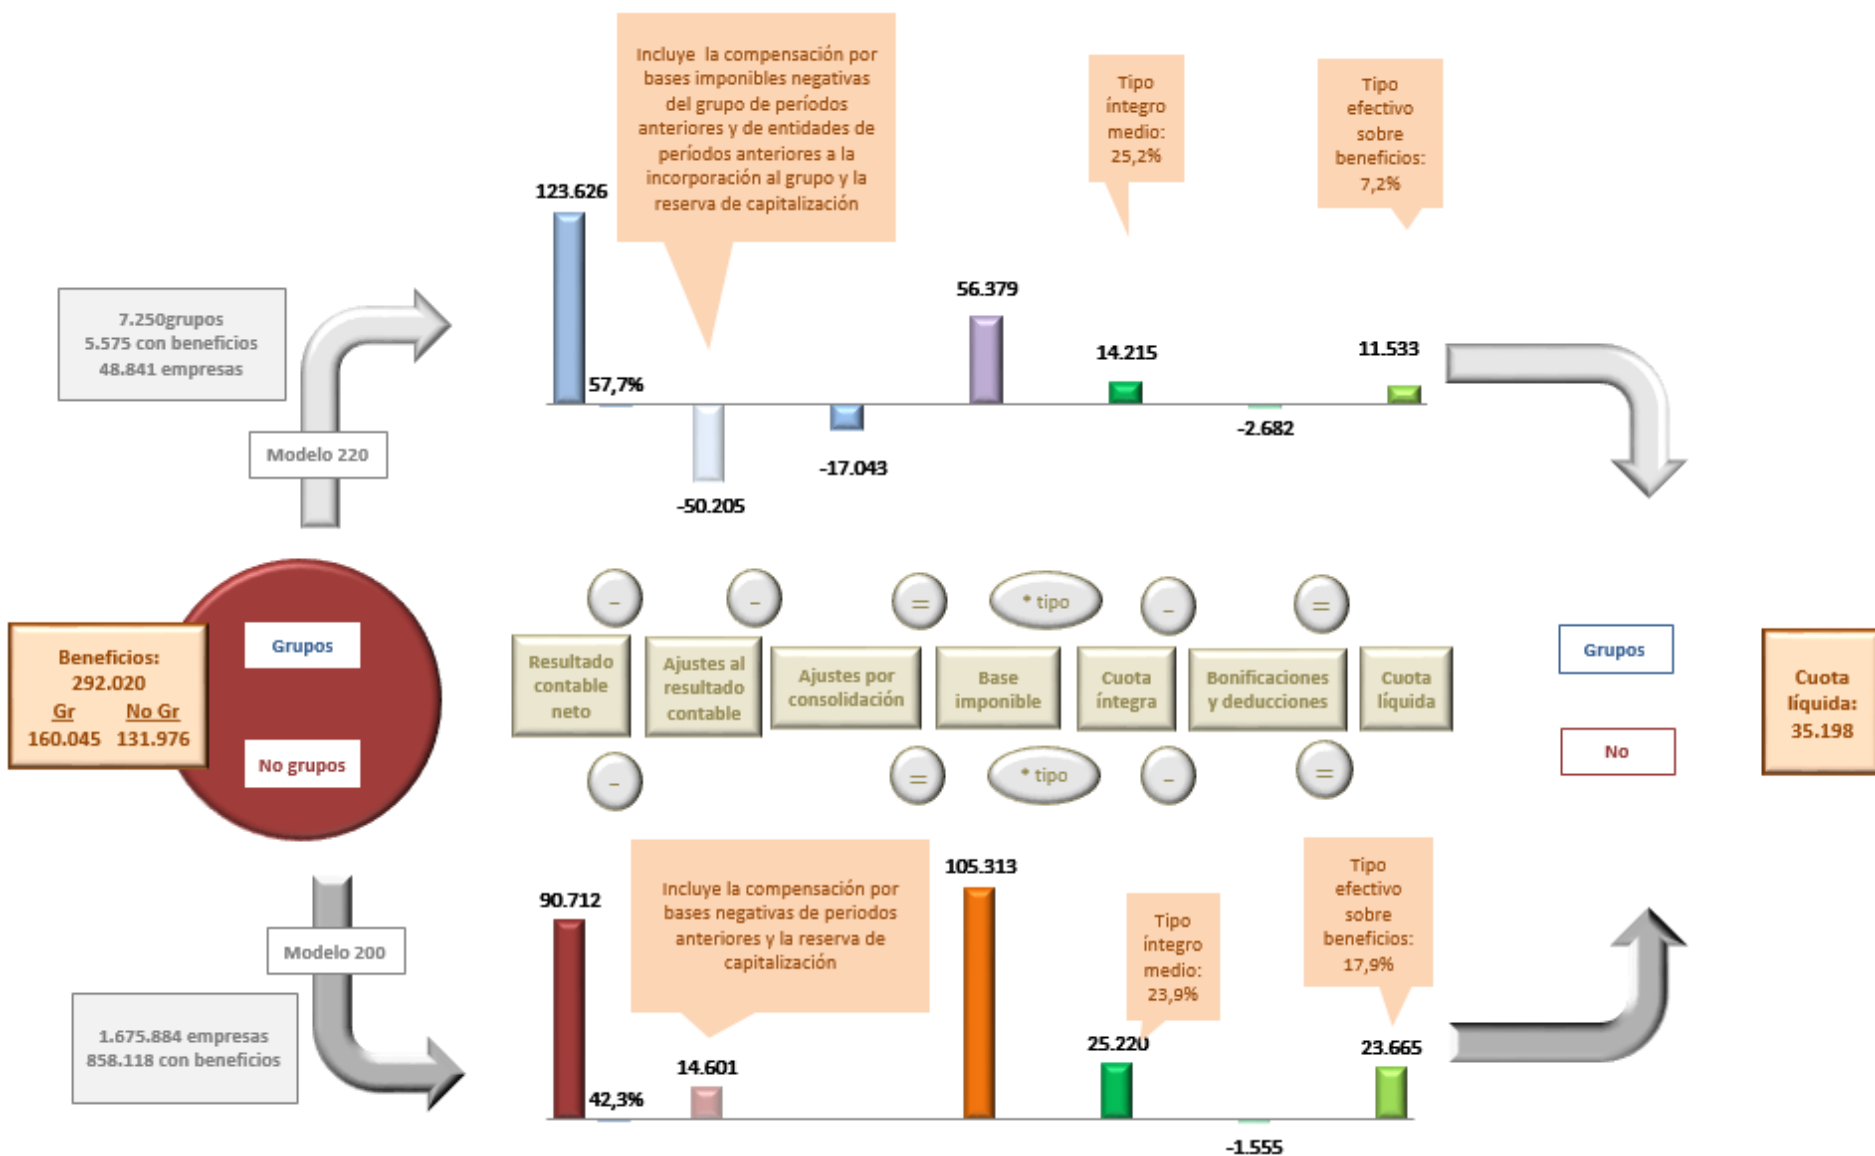 Incluye la compensación por
bases imponibles negativas
del grupo de períodos
anteriores y de entidades de
períodos anteriores a la
incorporación al grupo y la
reserva de capitalización
Tipo
íntegro
medio:
25,2%
Tipo
efectivo
sobre
beneficios:
7,2%
123.626
57,7%
-50.205
-17.043
56.379
14.215
-2.682
11.533
7.250grupos
5.575 con beneficios
48.841 empresas
Modelo 220
Beneficios:
292.020
Gr No Gr
160.045 131.976
Grupos
No grupos
-
-
=
* tipo
-
=
Resultado
contable
neto
Ajustes al
resultado
contable
Ajustes por
consolidación
Base
imponible
Cuota
íntegra
Bonificaciones
y deducciones
Cuota
líquida
-
=
* tipo
-
=
Grupos
No
Cuota
líquida:
35.198
Modelo 200
1.675.884 empresas
858.118 con beneficios
Incluye la compensación por
bases negativas de periodos
anteriores y la reserva de
capitalización
Tipo
íntegro
medio:
23,9%
Tipo
efectivo
sobre
beneficios:
17,9%
90.712
42,3%
14.601
105.313
25.220
-1.555
23.665